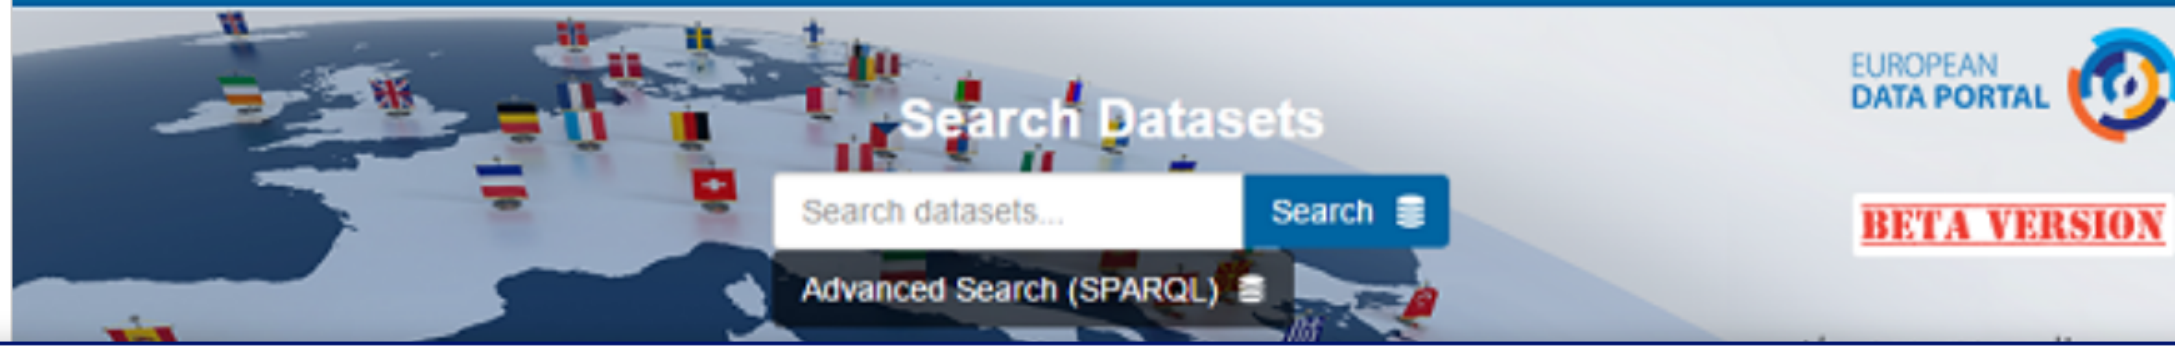 Search Datasets
Search datasets...
Search
Advanced Search (SPARQL)
EUROPEAN
DATA PORTAL
BETA VERSION